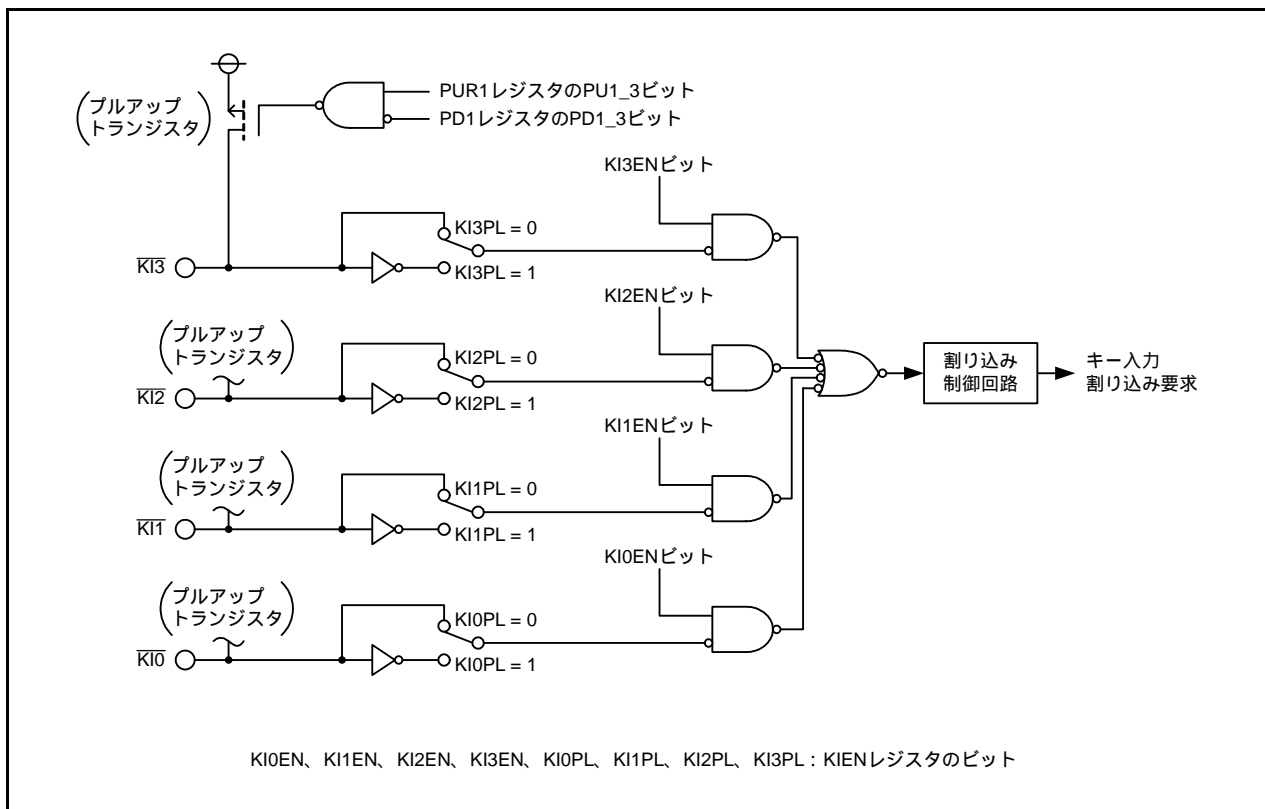 プルアップ
トランジスタ
PUR1レジスタのPU1_3ビット
PD1レジスタのPD1_3ビット
KI3ENビット
KI3PL = 0
KI3
KI3PL = 1
KI2ENビット
プルアップ
トランジスタ
KI2PL = 0
KI2
KI2PL = 1
割り込み
制御回路
キー入力
割り込み要求
KI1ENビット
プルアップ
トランジスタ
KI1PL = 0
KI1
KI1PL = 1
KI0ENビット
プルアップ
トランジスタ
KI0PL = 0
KI0
KI0PL = 1
KI0EN、KI1EN、KI2EN、KI3EN、KI0PL、KI1PL、KI2PL、KI3PL : KIENレジスタのビット